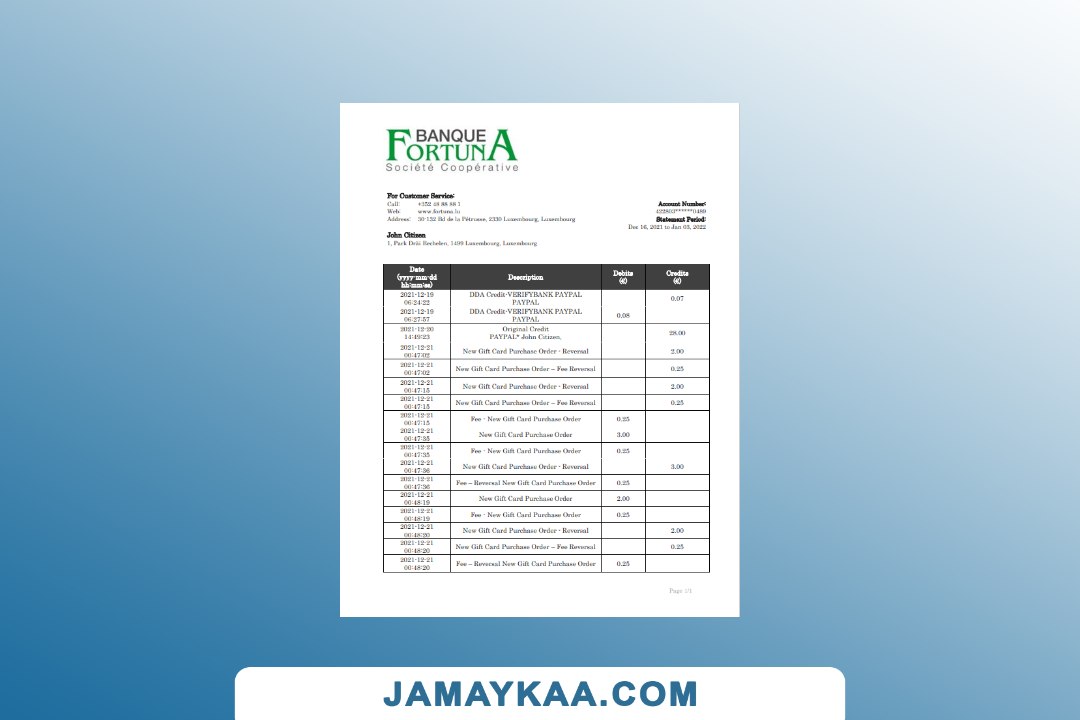 BANQUE
FORTUNA
Société Coopérative
For Customer Service:
Call: +352 48 88 88 1
Web: www.fortuna.lu
Address: 30-132 Bd de la Pétrusse, 2330 Luxembourg, Luxembourg
Account Number:
Statement Period:
Dec 16, 2021 to Jan 03, 2022
John Citizen
1, Park Dräi Eechelen, 1499 Luxembourg, Luxembourg
Date (yyyy-mm-dd hh:mm:ss) Description Debits (€) Credits (€)
2021-12-19 06:24:22 DDA Credit-VERIFYBANK PAYPAL PAYPAL 0.07
2021-12-19 06:27:57 DDA Credit-VERIFYBANK PAYPAL PAYPAL 0.08
2021-12-20 14:49:23 Original Credit PAYPAL* John Citizen, 28.00
2021-12-21 00:47:02 New Gift Card Purchase Order - Reversal 2.00
2021-12-21 00:47:02 New Gift Card Purchase Order – Fee Reversal 0.25
2021-12-21 00:47:15 New Gift Card Purchase Order - Reversal 2.00
2021-12-21 00:47:15 New Gift Card Purchase Order – Fee Reversal 0.25
2021-12-21 00:47:15 Fee - New Gift Card Purchase Order 0.25
2021-12-21 00:47:35 New Gift Card Purchase Order 3.00
2021-12-21 00:47:35 Fee - New Gift Card Purchase Order 0.25
2021-12-21 00:47:36 New Gift Card Purchase Order - Reversal 3.00
2021-12-21 00:47:36 Fee – Reversal New Gift Card Purchase Order 0.25
2021-12-21 00:48:19 New Gift Card Purchase Order 2.00
2021-12-21 00:48:19 Fee - New Gift Card Purchase Order 0.25
2021-12-21 00:48:20 New Gift Card Purchase Order - Reversal 2.00
2021-12-21 00:48:20 New Gift Card Purchase Order – Fee Reversal 0.25
2021-12-21 00:48:20 Fee – Reversal New Gift Card Purchase Order 0.25
Page 1/1
JAMAYKAA.COM